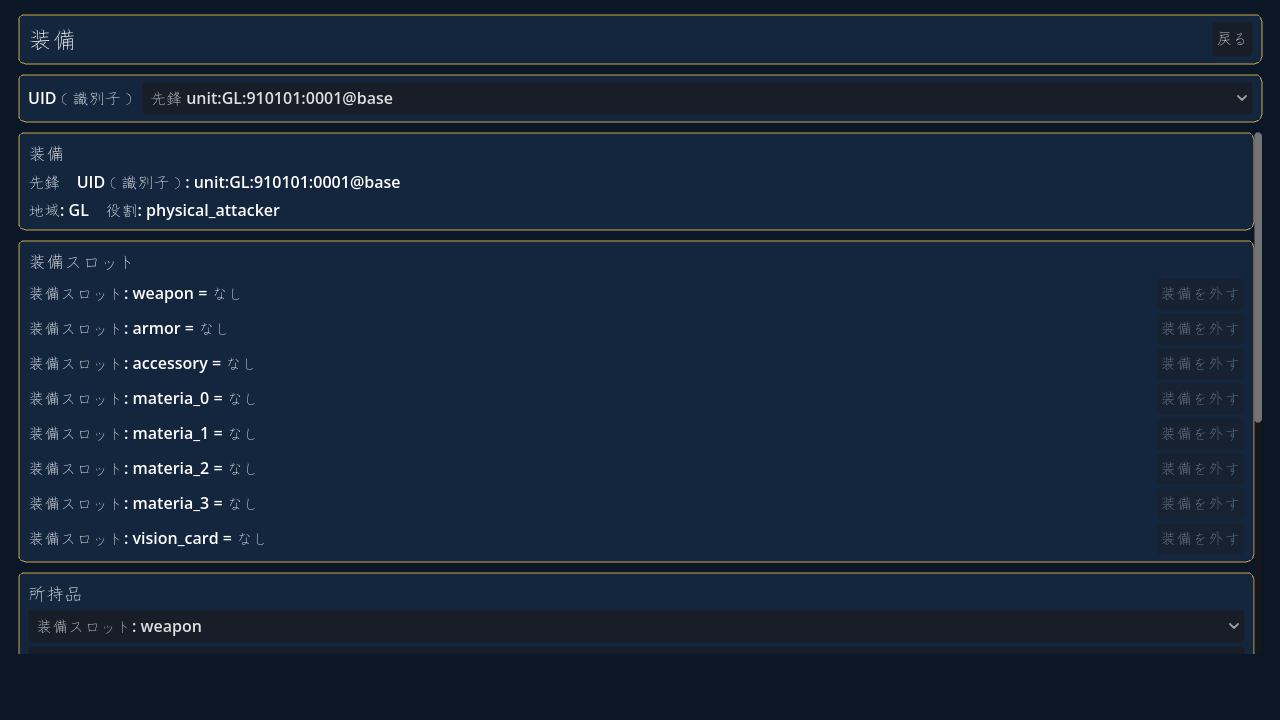 装備
戻る
UID（識別子） 先鋒 unit:GL:910101:0001@base
装備
先鋒　UID（識別子）: unit:GL:910101:0001@base
地域: GL　役割: physical_attacker
装備スロット
装備スロット: weapon = なし 装備を外す
装備スロット: armor = なし 装備を外す
装備スロット: accessory = なし 装備を外す
装備スロット: materia_0 = なし 装備を外す
装備スロット: materia_1 = なし 装備を外す
装備スロット: materia_2 = なし 装備を外す
装備スロット: materia_3 = なし 装備を外す
装備スロット: vision_card = なし 装備を外す
所持品
装備スロット: weapon